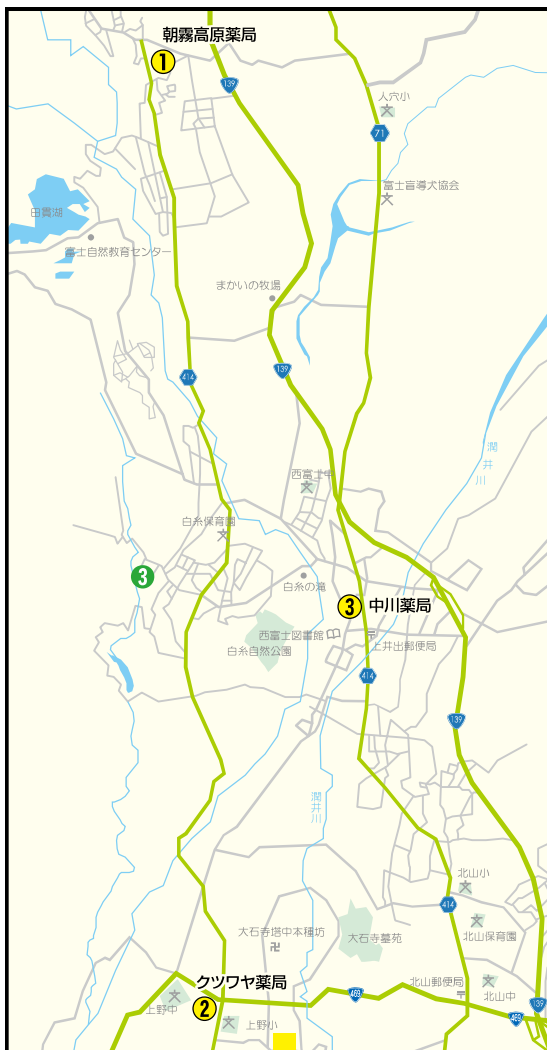 朝霧高原薬局
1
139
人穴小
71
富士盲導犬協会
田貫湖
富士自然教育センター
まかいの牧場
139
414
潤井川
西富士中
白糸保育園
3
白糸の滝
3 中川薬局
西富士図書館
上井出郵便局
白糸自然公園
414
139
潤井川
北山小
414
大石寺塔中本種坊
大石寺墓苑
北山保育園
クツワヤ薬局
北山郵便局
469
北山中
上野中
2
139
469
上野小